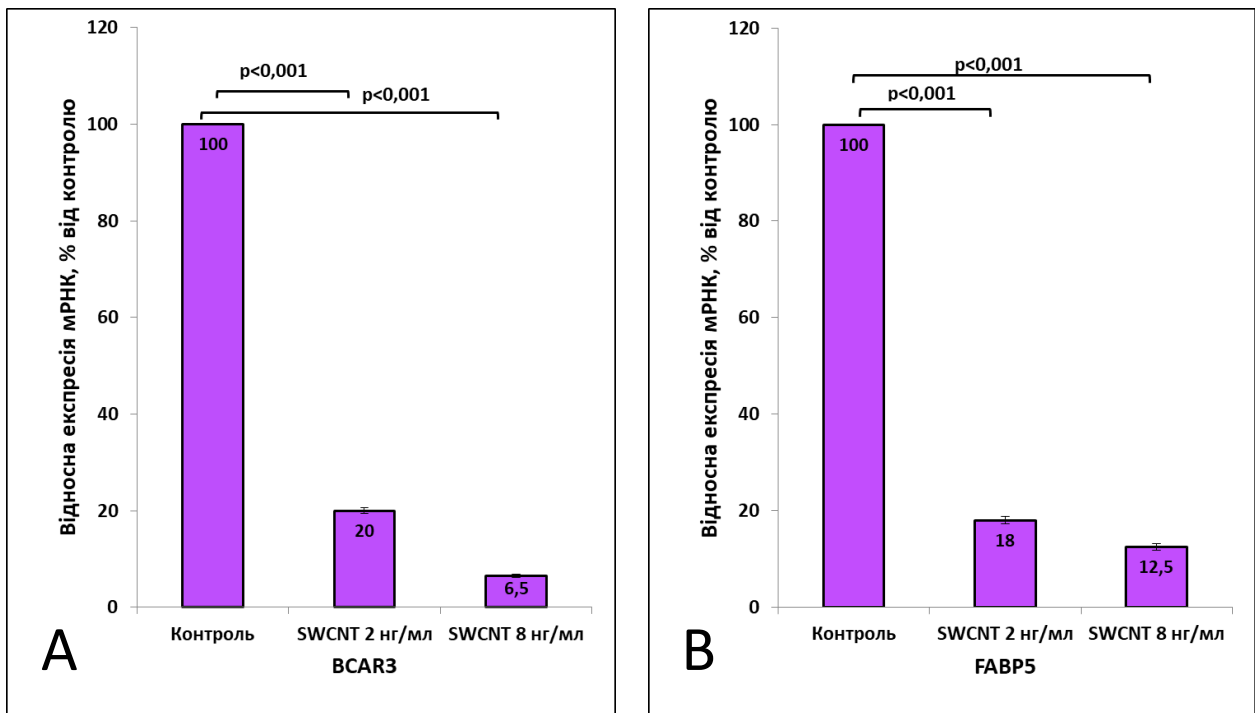 Відносна експресія мРНК, % від контролю
120
100
80
60
40
20
0
p<0,001
p<0,001
100
20
6,5
Контроль
SWCNT 2 нг/мл
SWCNT 8 нг/мл
BCAR3
A
Відносна експресія мРНК, % від контролю
120
100
80
60
40
20
0
p<0,001
p<0,001
100
18
12,5
Контроль
SWCNT 2 нг/мл
SWCNT 8 нг/мл
FABP5
B